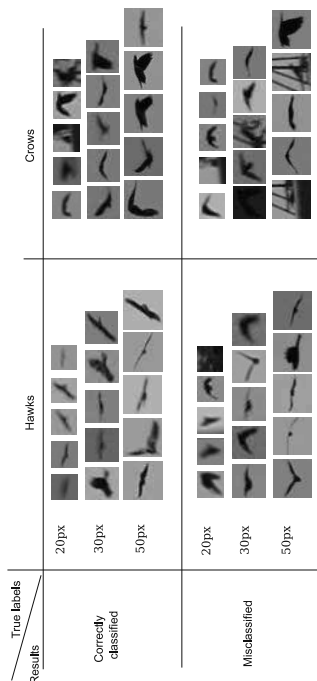 True labels
Results
Hawks
Crows
Correctly
classified
20px
30px
50px
Misclassified
20px
30px
50px